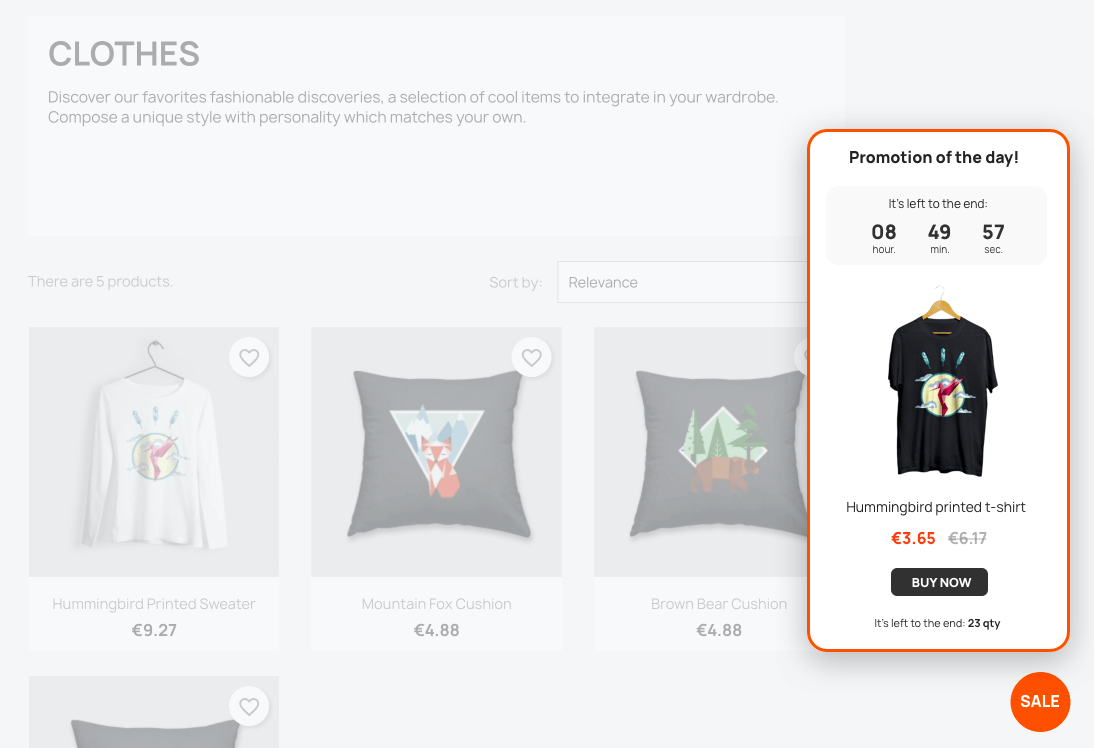 CLOTHES
Discover our favorites fashionable discoveries, a selection of cool items to integrate in your wardrobe.
Compose a unique style with personality which matches your own.
There are 5 products.
Sort by:
Relevance
Hummingbird Printed Sweater
€9.27
Mountain Fox Cushion
€4.88
Brown Bear Cushion
€4.88
Promotion of the day!
It's left to the end:
08 49 57
hour. min. sec.
Hummingbird printed t-shirt
€3.65 €6.17
BUY NOW
It's left to the end: 23 qty
SALE